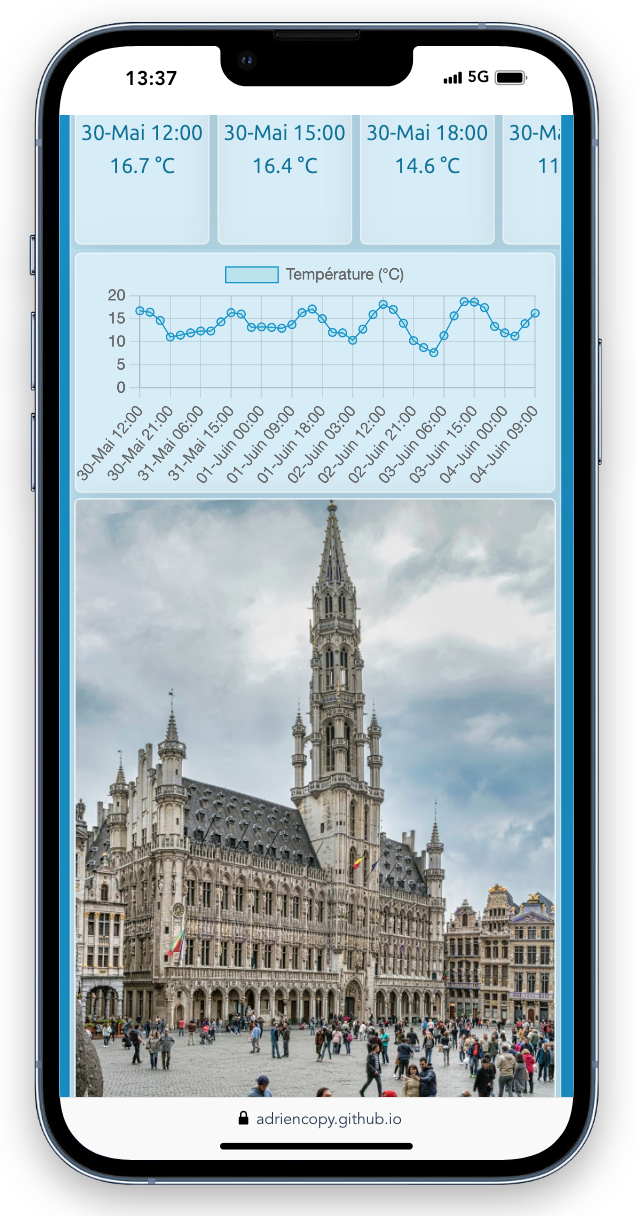 13:37
5G
30-Mai 12:00
16.7 °C
30-Mai 15:00
16.4 °C
30-Mai 18:00
14.6 °C
30-Ma
11
Température (°C)
20
15
10
5
0
30-Mai 12:00
30-Mai 21:00
31-Mai 06:00
31-Mai 15:00
01-Juin 00:00
01-Juin 09:00
01-Juin 18:00
02-Juin 03:00
02-Juin 12:00
02-Juin 21:00
03-Juin 06:00
03-Juin 15:00
04-Juin 00:00
04-Juin 09:00
adriencopy.github.io